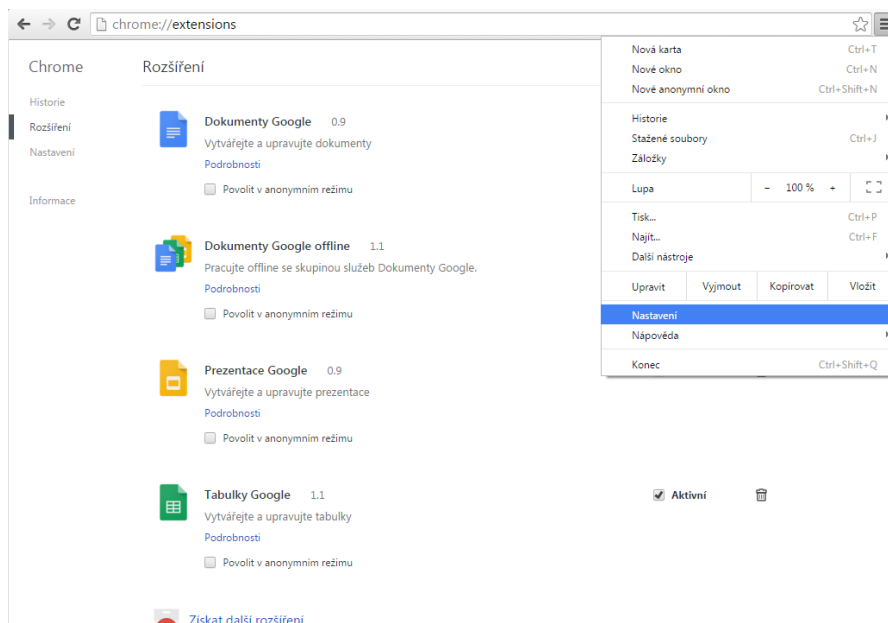 chrome://extensions
Chrome
Historie
Rozšíření
Nastavení
Informace
Rozšíření
Dokumenty Google 0.9
Vytvářejte a upravujte dokumenty
Podrobnosti
Povolit v anonymním režimu
Dokumenty Google offline 1.1
Pracujte offline se skupinou služeb Dokumenty Google.
Podrobnosti
Povolit v anonymním režimu
Prezentace Google 0.9
Vytvářejte a upravujte prezentace
Podrobnosti
Povolit v anonymním režimu
Tabulky Google 1.1
Aktivní
Vytvářejte a upravujte tabulky
Podrobnosti
Povolit v anonymním režimu
Získat další rozšíření
Nová karta Ctrl+T
Nové okno Ctrl+N
Nové anonymní okno Ctrl+Shift+N
Historie
Stažené soubory Ctrl+J
Záložky
Lupa - 100 % +
Tisk... Ctrl+P
Najít... Ctrl+F
Další nástroje
Upravit Vyjmout Kopírovat Vložit
Nastavení
Nápověda
Konec Ctrl+Shift+Q